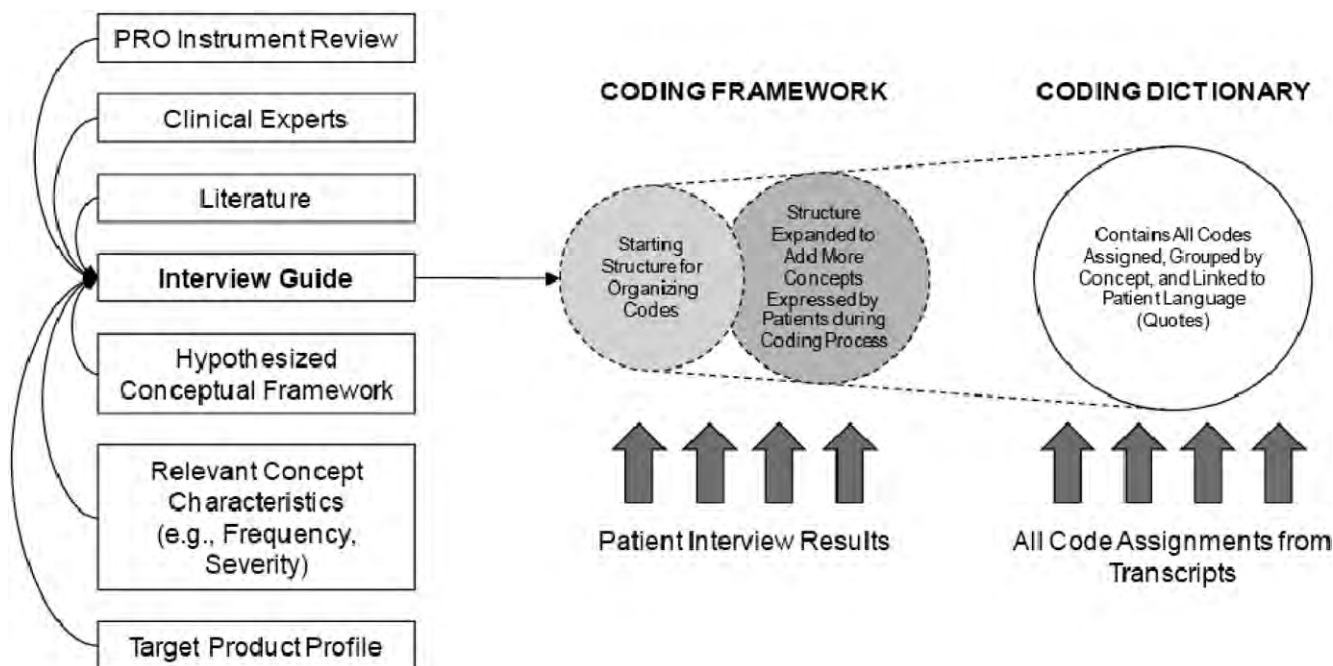 PRO Instrument Review
Clinical Experts
Literature
Interview Guide
Hypothesized
Conceptual Framework
Relevant Concept
Characteristics
(e.g., Frequency,
Severity)
Target Product Profile
CODING FRAMEWORK
Starting
Structure for
Organizing
Codes
Structure
Expanded to
Add More
Concepts
Expressed by
Patients during
Coding Process
Patient Interview Results
CODING DICTIONARY
Contains All Codes
Assigned, Grouped by
Concept, and Linked to
Patient Language
(Quotes)
All Code Assignments from
Transcripts